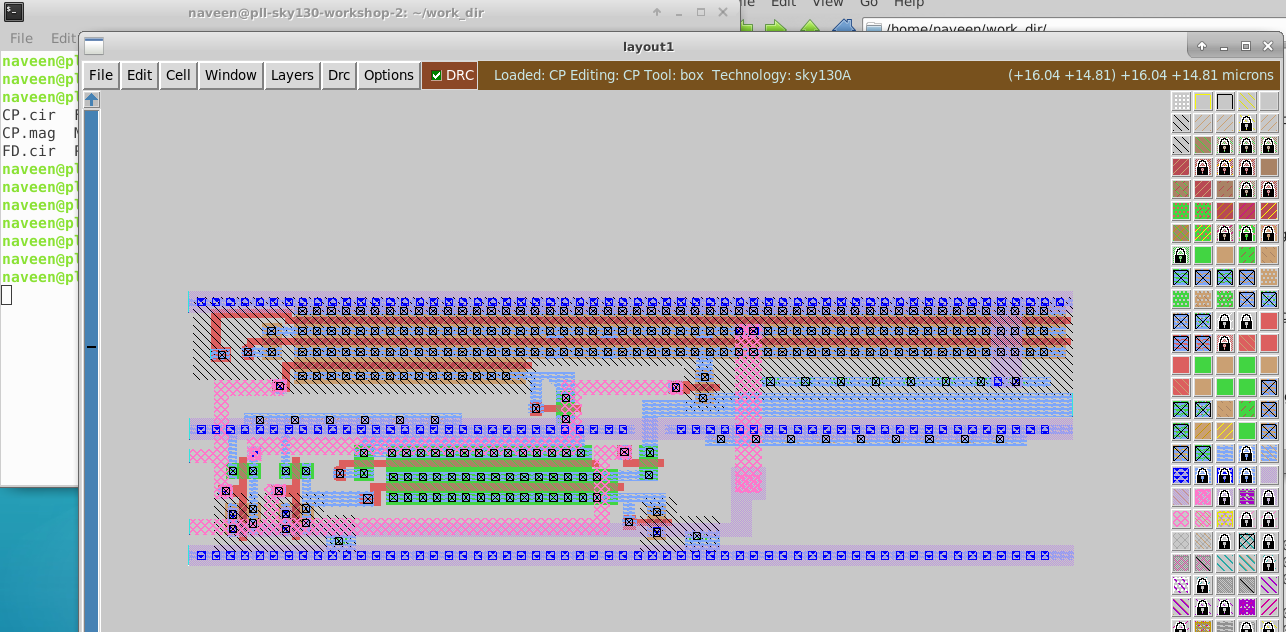 naveen@pll-sky130-workshop-2: ~/work_dir
Edit View Go Help
File Edit
/home/naveen/work_dir/
layout1
File Edit Cell Window Layers Drc Options DRC Loaded: CP Editing: CP Tool: box Technology: sky130A (+16.04 +14.81) +16.04 +14.81 microns
naveen@pl
naveen@pl
naveen@pl
CP.cir
CP.mag
FD.cir
naveen@pl
naveen@pl
naveen@pl
naveen@pl
naveen@pl
naveen@pl
naveen@pl